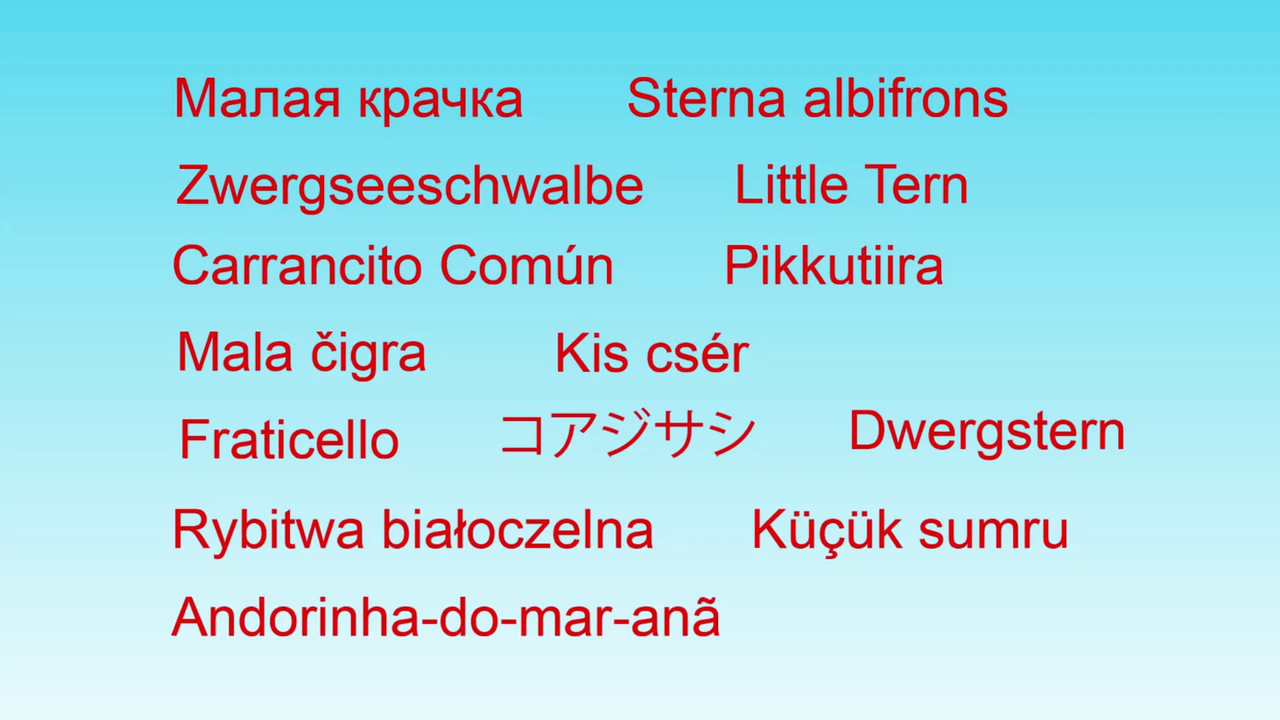 Малая крачка Sterna albifrons
Zwergseeschwalbe Little Tern
Carrancito Común Pikkutiira
Mala čigra Kis csér
Fraticello コアジサシ Dwergstern
Rybitwa białoczelna Küçük sumru
Andorinha-do-mar-anã